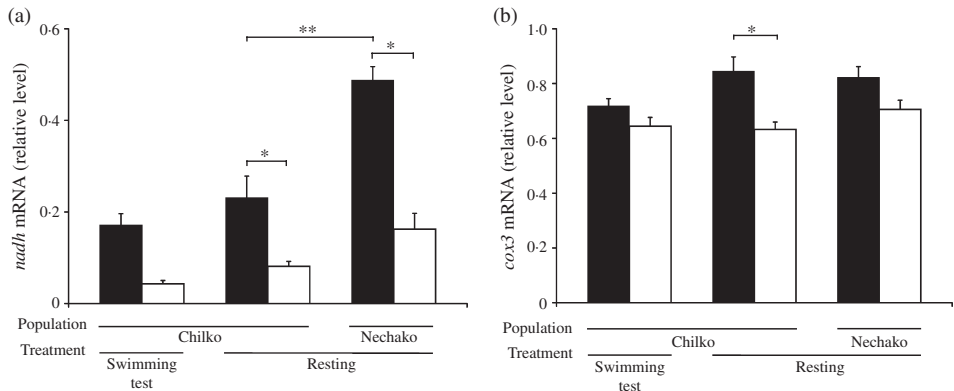 (a)
0·6
0·4
0·2
0
nadh mRNA (relative level)
**
*
*
Population
Chilko
Nechako
Treatment
Swimming test
Resting
(b)
1·0
0·8
0·6
0·4
0·2
0
cox3 mRNA (relative level)
*
Population
Chilko
Nechako
Treatment
Swimming test
Resting